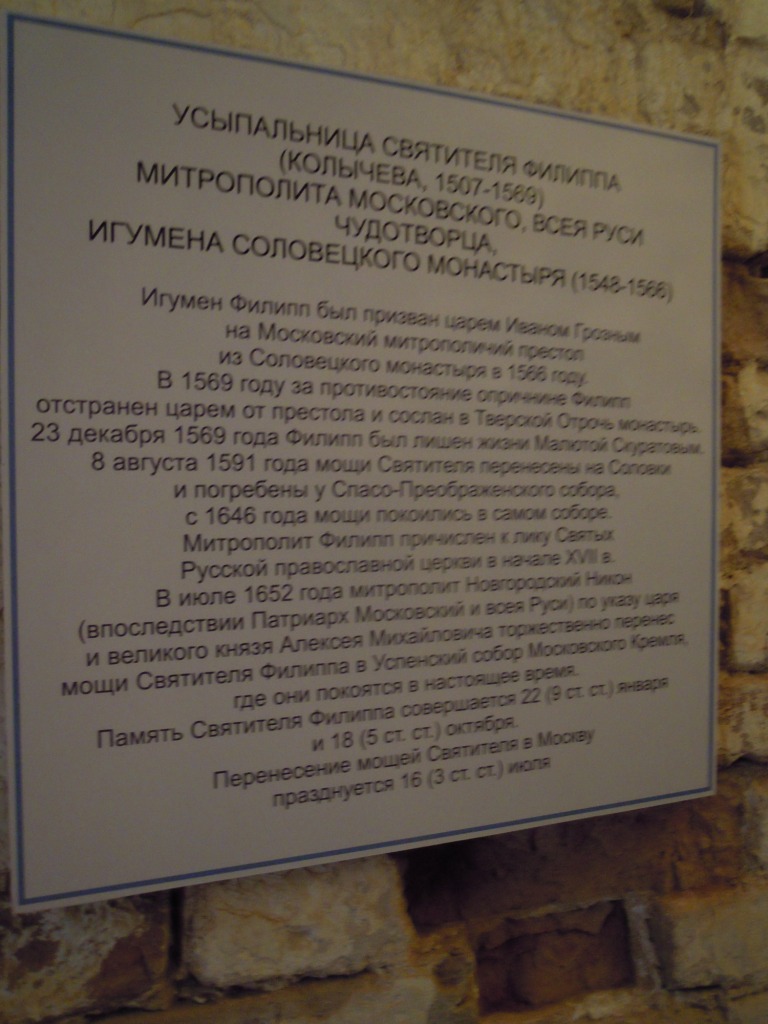 УСЫПАЛЬНИЦА СВЯТИТЕЛЯ ФИЛИППА
(КОЛЫЧЕВА, 1507-1569)
МИТРОПОЛИТА МОСКОВСКОГО, ВСЕЯ РУСИ
ЧУДОТВОРЦА,
ИГУМЕНА СОЛОВЕЦКОГО МОНАСТЫРЯ (1548-1566)
Игумен Филипп был призван царем Иваном Грозным
на Московский митрополичий престол
из Соловецкого монастыря в 1566 году.
В 1569 году за противостояние опричнине Филипп
отстранен царем от престола и сослан в Тверской Отрочь монастырь.
23 декабря 1569 года Филипп был лишен жизни Малютой Скуратовым.
8 августа 1591 года мощи Святителя перенесены на Соловки
и погребены у Спасо-Преображенского собора,
с 1646 года мощи покоились в самом соборе.
Митрополит Филипп причислен к лику Святых
Русской православной церкви в начале XVII в.
В июле 1652 года митрополит Новгородский Никон
(впоследствии Патриарх Московский и всея Руси) по указу царя
и великого князя Алексея Михайловича торжественно перенес
мощи Святителя Филиппа в Успенский собор Московского Кремля,
где они покоятся в настоящее время.
Память Святителя Филиппа совершается 22 (9 ст. ст.) января
и 18 (5 ст. ст.) октября.
Перенесение мощей Святителя в Москву
празднуется 16 (3 ст. ст.) июля